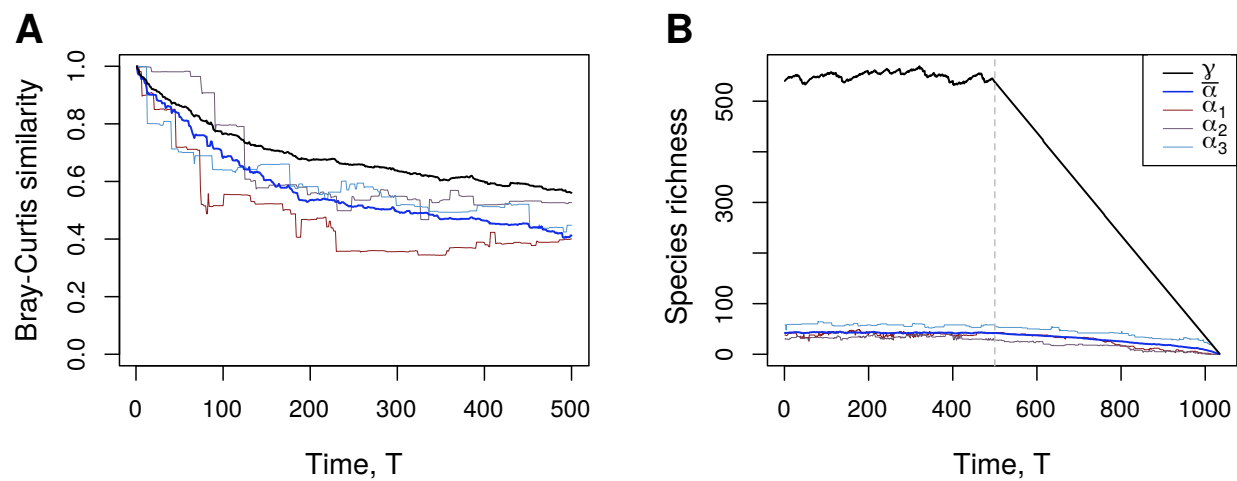 A
Bray-Curtis similarity
1.0
0.8
0.6
0.4
0.2
0.0
0 100 200 300 400 500
Time, T
B
Species richness
500
300
100
0
0 200 400 600 800 1000
Time, T
γ
α̅
α₁
α₂
α₃